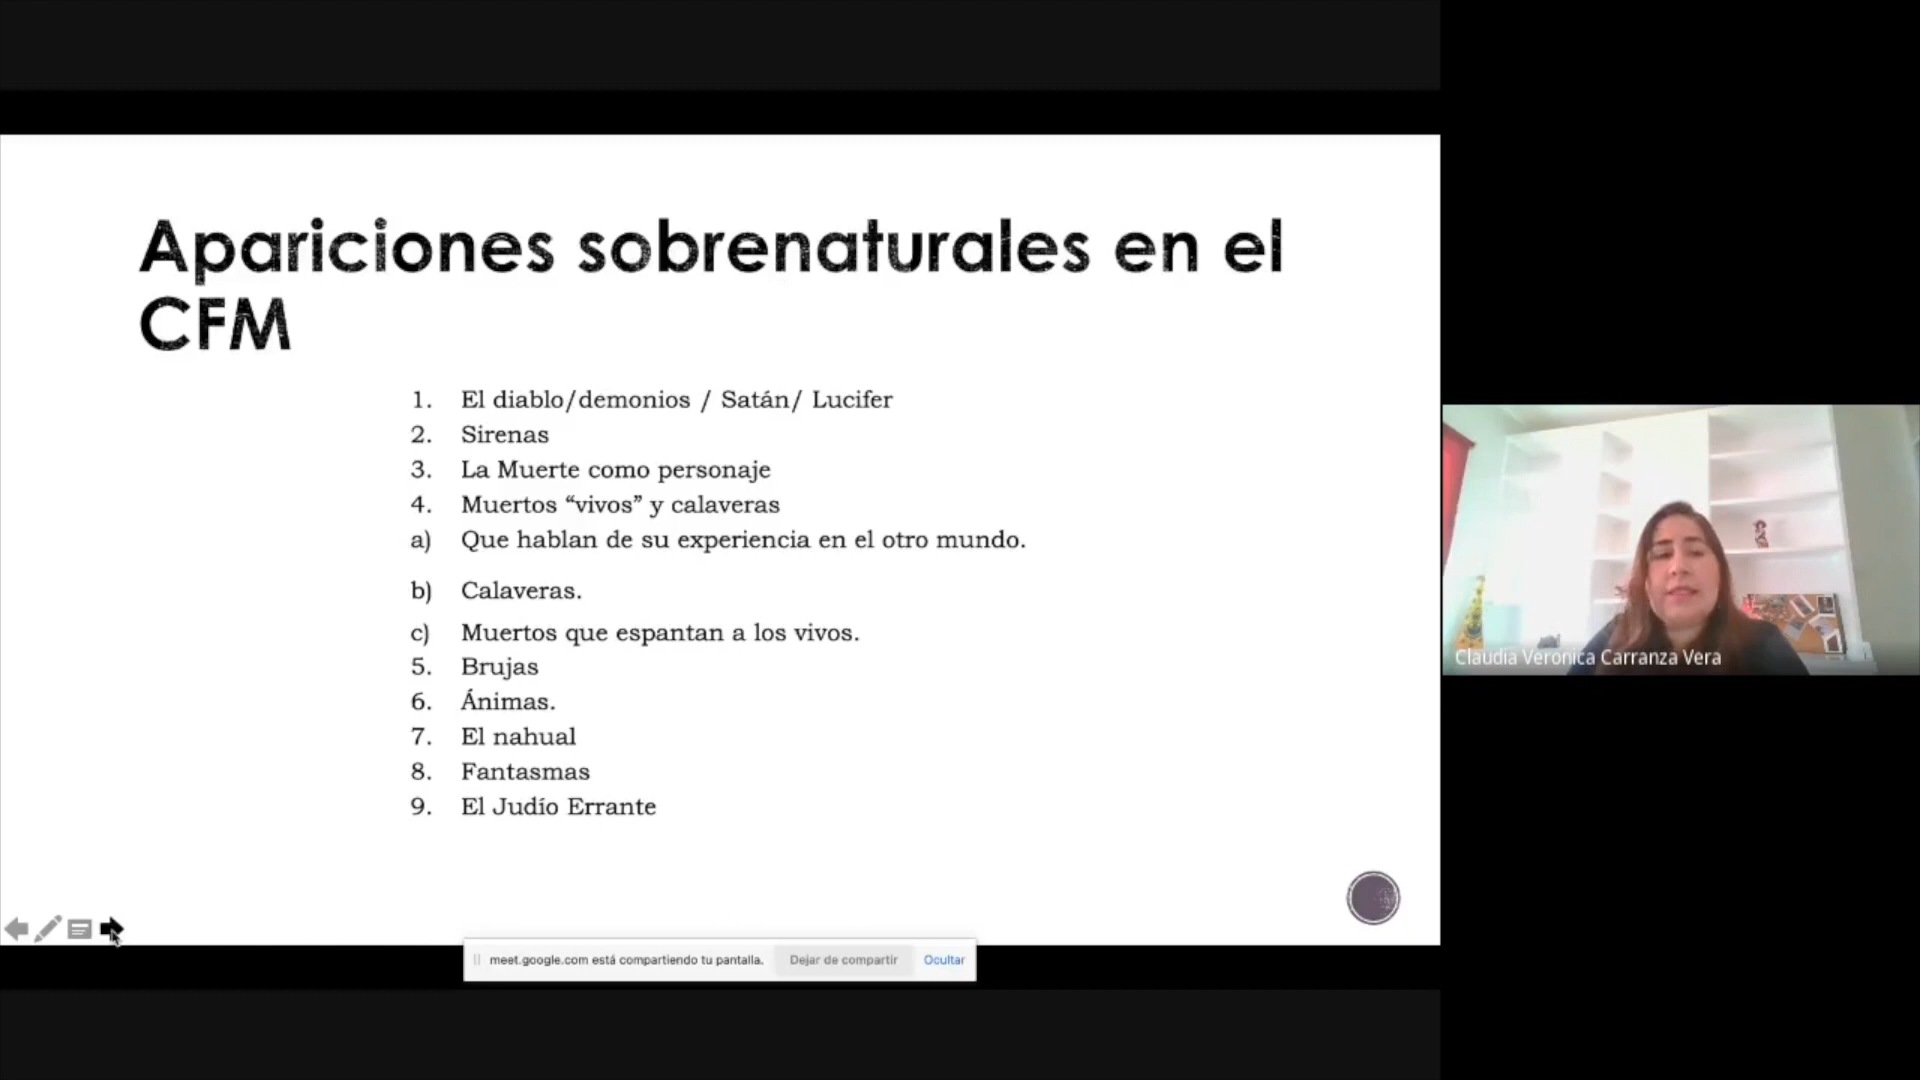 Apariciones sobrenaturales en el
CFM
1. El diablo/demonios / Satán/ Lucifer
2. Sirenas
3. La Muerte como personaje
4. Muertos “vivos” y calaveras
a) Que hablan de su experiencia en el otro mundo.
b) Calaveras.
c) Muertos que espantan a los vivos.
5. Brujas
6. Ánimas.
7. El nahual
8. Fantasmas
9. El Judío Errante
Claudia Veronica Carranza Vera
meet.google.com está compartiendo tu pantalla. Dejar de compartir Ocultar